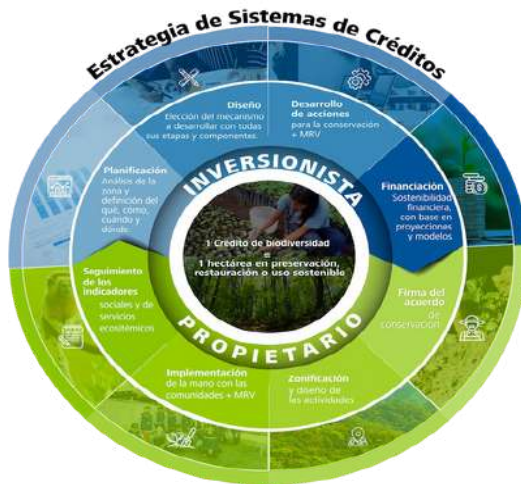 Estrategia de Sistemas de Créditos
Diseño
Elección del mecanismo
a desarrollar con todas
sus etapas y componentes.
Desarrollo
de acciones
para la conservación
+ MRV
Financiación
Sostenibilidad
financiera,
con base en
proyecciones
y modelos
Firma del
acuerdo
de
conservación
Zonificación
y diseño de
las actividades
Implementación
de la mano con las
comunidades + MRV
Seguimiento
de los
indicadores
sociales y de
servicios
ecositémicos
Planificación
Análisis de la
zona y
definición del
qué, cómo,
cuándo y
dónde.
INVERSIONISTA
1 Crédito de biodiversidad
=
1 hectárea en preservación,
restauración o uso sostenible
PROPIETARIO